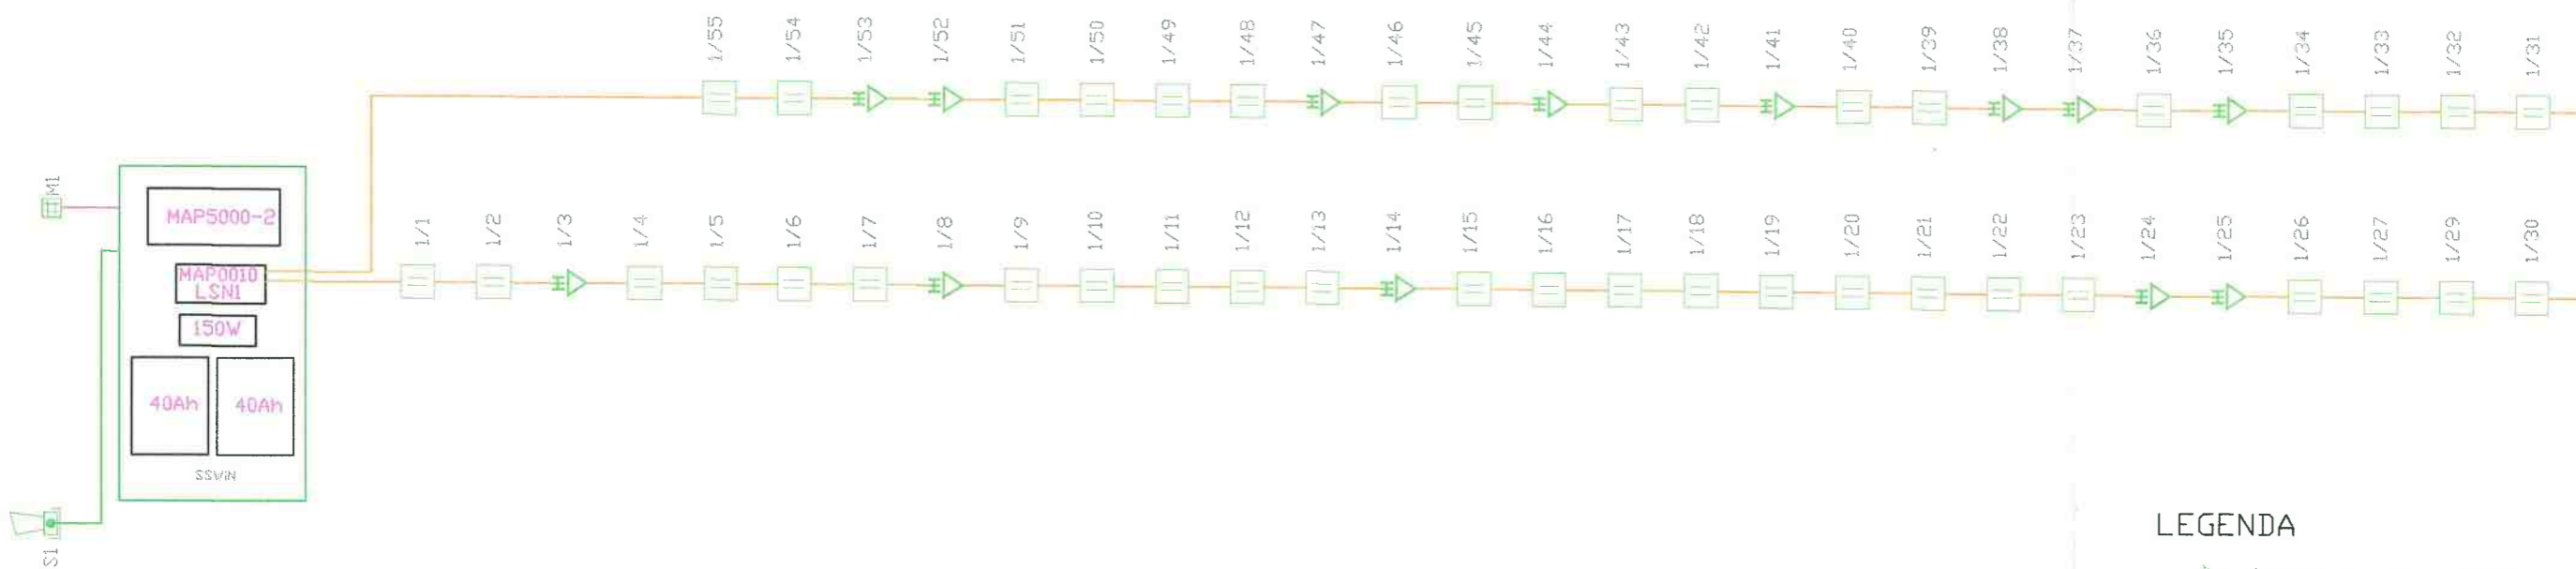 1/55 1/54 1/53 1/52 1/51 1/50 1/49 1/48 1/47 1/46 1/45 1/44 1/43 1/42 1/41 1/40 1/39 1/38 1/37 1/36 1/35 1/34 1/33 1/32 1/31
M1
MAP5000-2
1/1 1/2 1/3 1/4 1/5 1/6 1/7 1/8 1/9 1/10 1/11 1/12 1/13 1/14 1/15 1/16 1/17 1/18 1/19 1/20 1/21 1/22 1/23 1/24 1/25 1/26 1/27 1/29 1/30
MAP0010
LSN1
150W
40Ah 40Ah
SSWiN
S1
LEGENDA